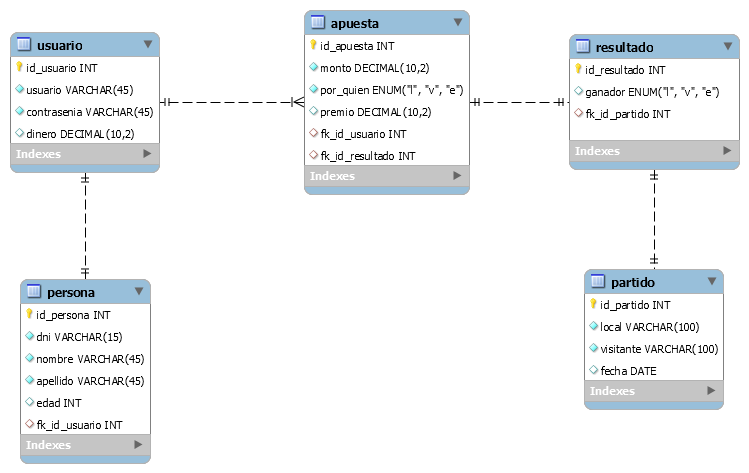 usuario
id_usuario INT
usuario VARCHAR(45)
contrasenia VARCHAR(45)
dinero DECIMAL(10,2)
Indexes
apuesta
id_apuesta INT
monto DECIMAL(10,2)
por_quien ENUM("l", "v", "e")
premio DECIMAL(10,2)
fk_id_usuario INT
fk_id_resultado INT
Indexes
resultado
id_resultado INT
ganador ENUM("l", "v", "e")
fk_id_partido INT
Indexes
persona
id_persona INT
dni VARCHAR(15)
nombre VARCHAR(45)
apellido VARCHAR(45)
edad INT
fk_id_usuario INT
Indexes
partido
id_partido INT
local VARCHAR(100)
visitante VARCHAR(100)
fecha DATE
Indexes